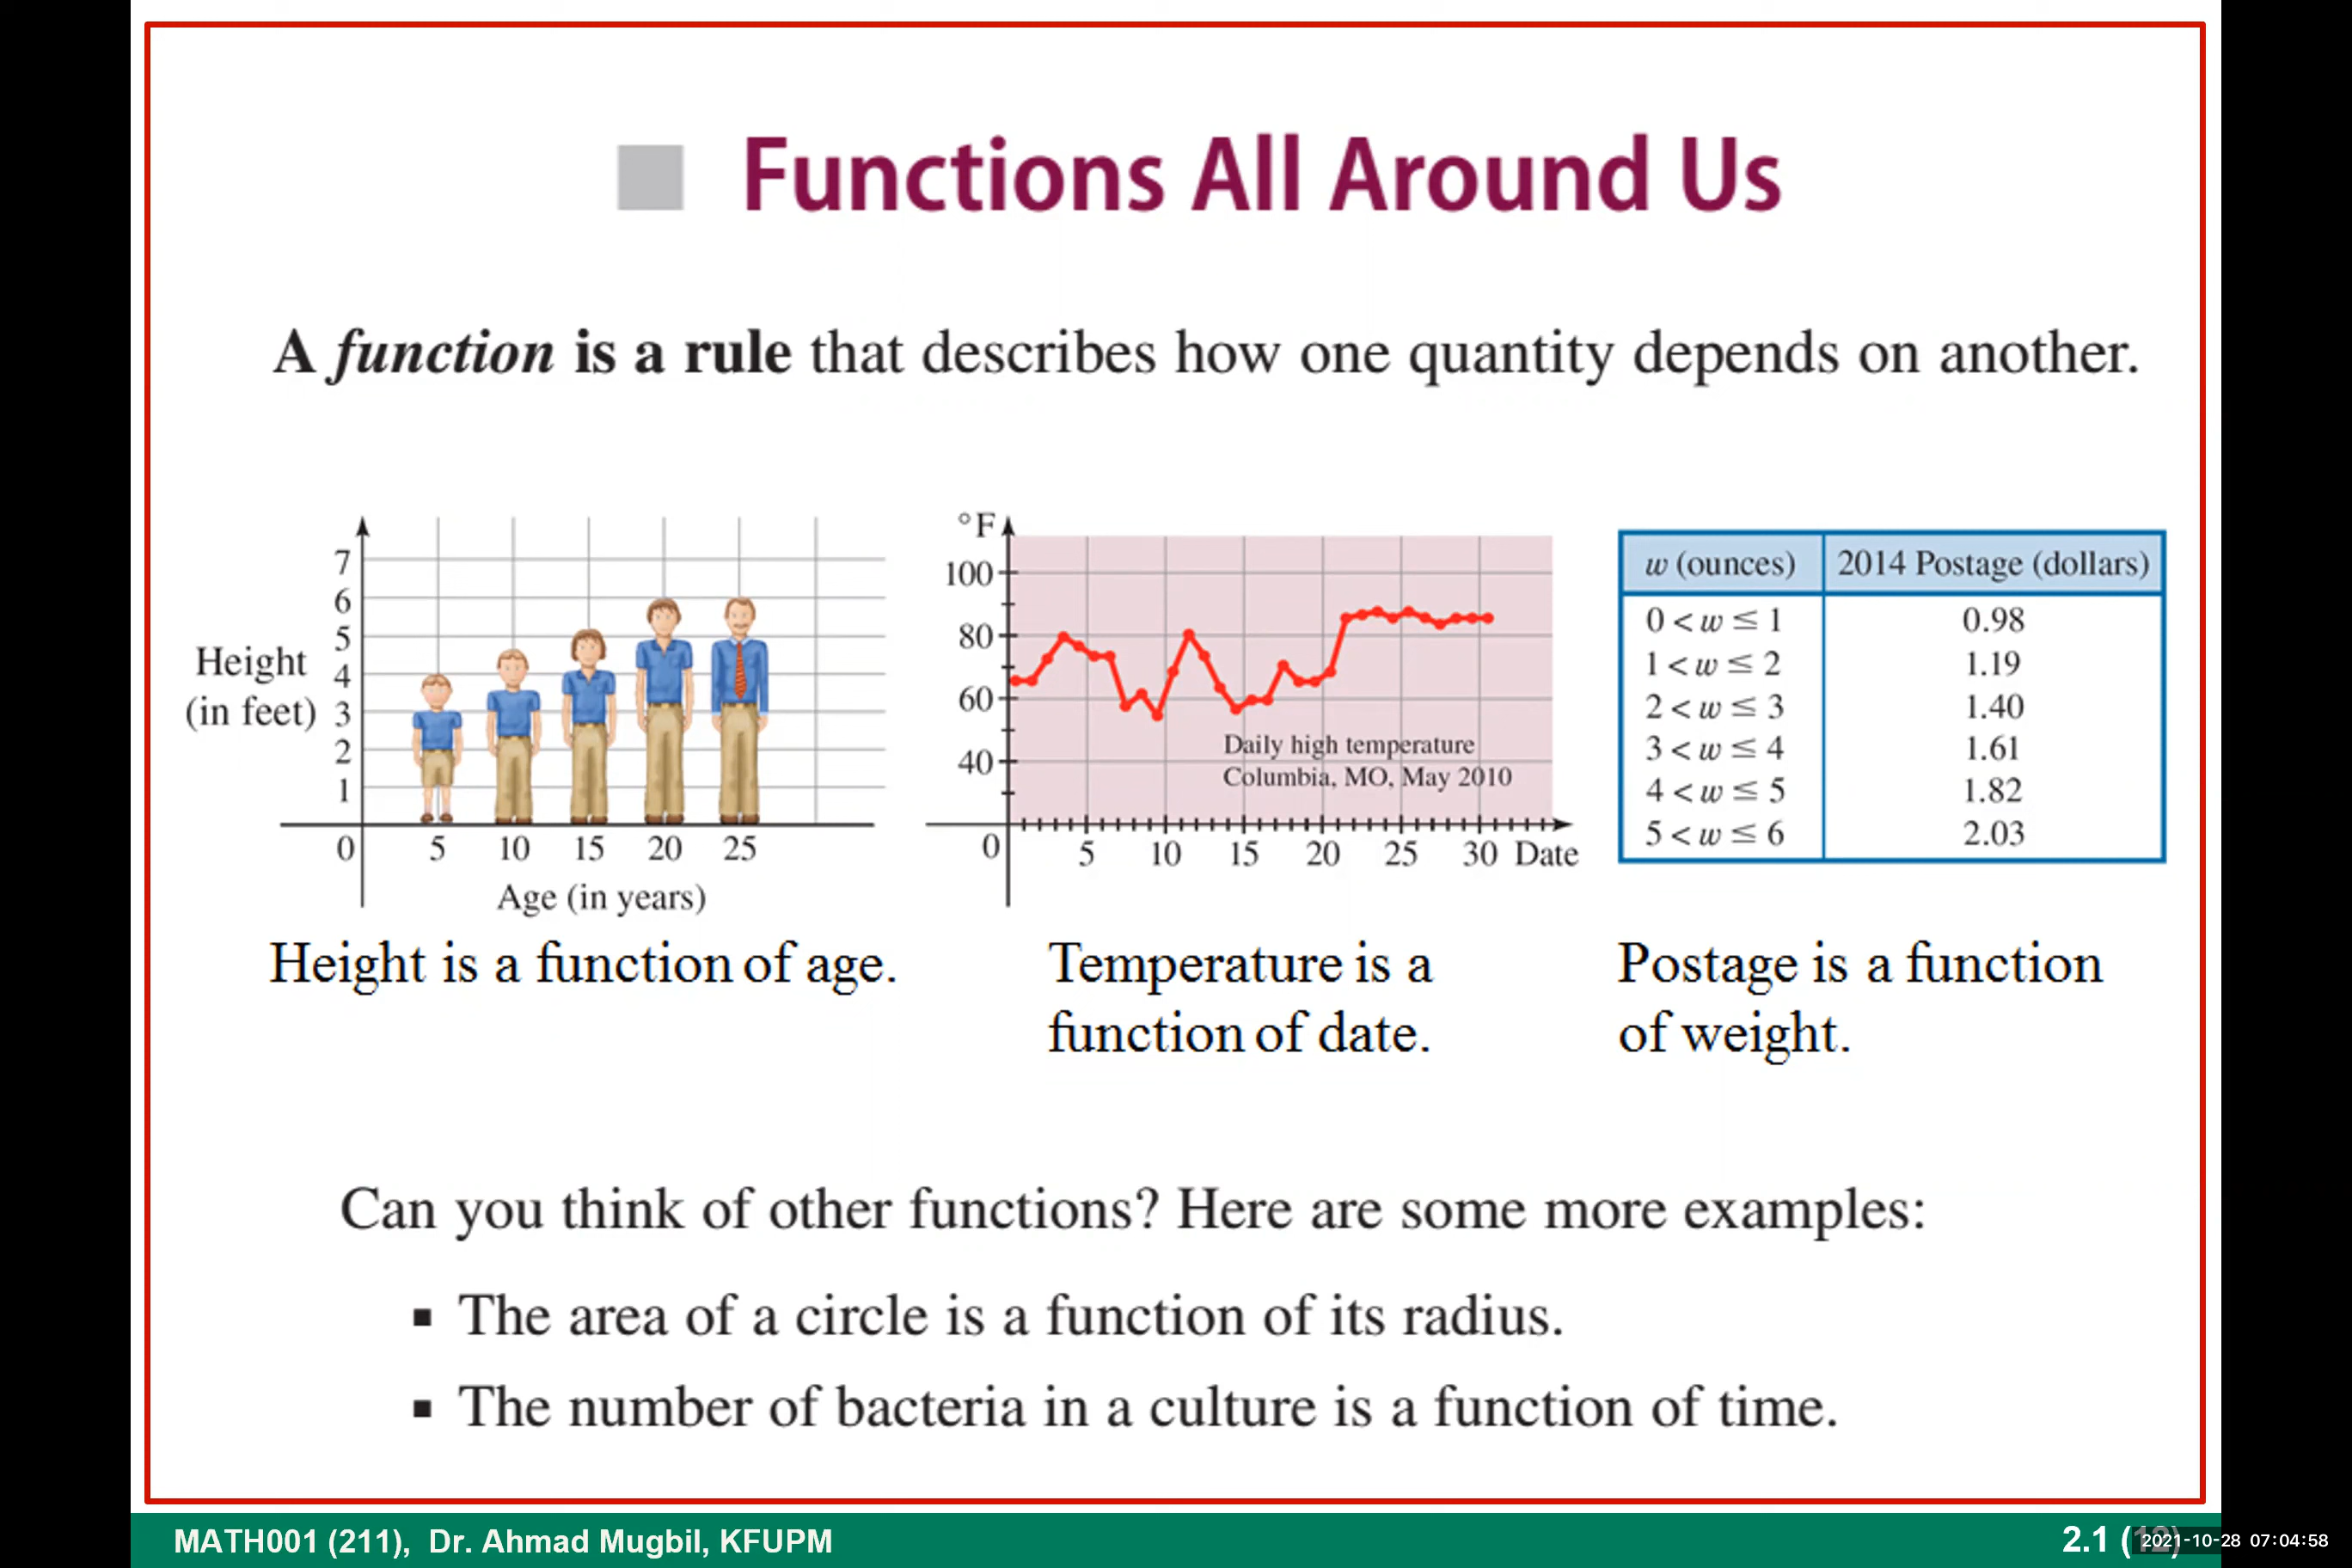 Functions All Around Us
A function is a rule that describes how one quantity depends on another.
Height
(in feet)
7
6
5
4
3
2
1
0
5 10 15 20 25
Age (in years)
Height is a function of age.
°F
100
80
60
40
0
Daily high temperature
Columbia, MO, May 2010
5 10 15 20 25 30 Date
Temperature is a
function of date.
w (ounces) 2014 Postage (dollars)
0 < w ≤ 1 0.98
1 < w ≤ 2 1.19
2 < w ≤ 3 1.40
3 < w ≤ 4 1.61
4 < w ≤ 5 1.82
5 < w ≤ 6 2.03
Postage is a function
of weight.
Can you think of other functions? Here are some more examples:
▪ The area of a circle is a function of its radius.
▪ The number of bacteria in a culture is a function of time.
MATH001 (211), Dr. Ahmad Mugbil, KFUPM
2.1 (12)
2021-10-28 07:04:58